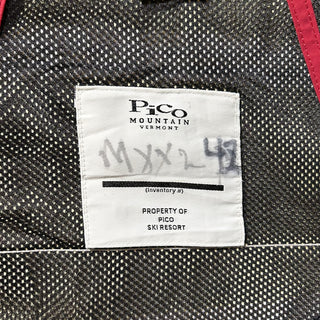 PiCO
MOUNTAIN
VERMONT
MXX2 42
(inventory #)
PROPERTY OF
PICO
SKI RESORT